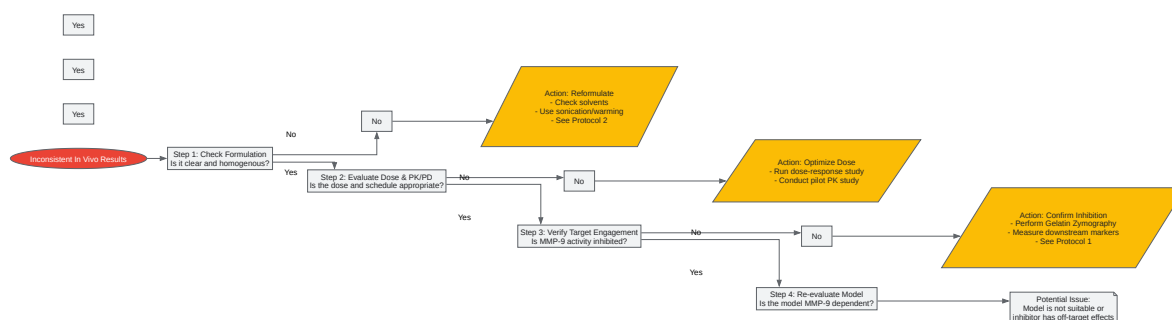 Yes
Yes
Yes
Inconsistent In Vivo Results
No
Step 1: Check Formulation
Is it clear and homogenous?
Yes
No
Action: Reformulate
- Check solvents
- Use sonication/warming
- See Protocol 2
Step 2: Evaluate Dose & PK/PD
Is the dose and schedule appropriate?
No
Yes
No
Action: Optimize Dose
- Run dose-response study
- Conduct pilot PK study
Step 3: Verify Target Engagement
Is MMP-9 activity inhibited?
No
Yes
No
Action: Confirm Inhibition
- Perform Gelatin Zymography
- Measure downstream markers
- See Protocol 1
Step 4: Re-evaluate Model
Is the model MMP-9 dependent?
Potential Issue:
Model is not suitable or
inhibitor has off-target effects